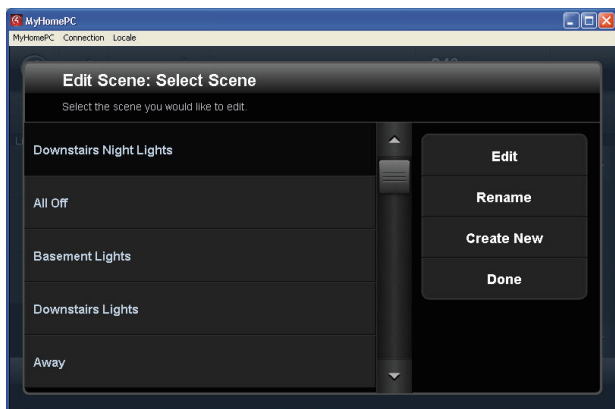 MyHomePC
MyHomePC Connection Locale
Edit Scene: Select Scene
Select the scene you would like to edit.
Downstairs Night Lights
All Off
Basement Lights
Downstairs Lights
Away
Edit
Rename
Create New
Done